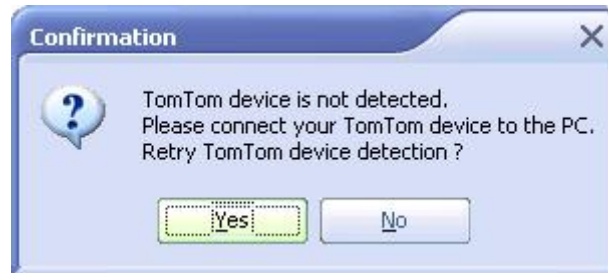 Confirmation
TomTom device is not detected.
Please connect your TomTom device to the PC.
Retry TomTom device detection ?
Yes No